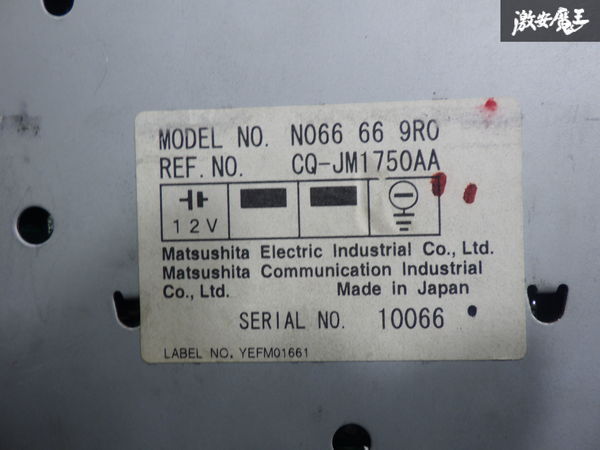 激安魔王
MODEL NO. N066 66 9R0
REF. NO. CQ-JM1750AA
12V
Matsushita Electric Industrial Co., Ltd.
Matsushita Communication Industrial
Co., Ltd. Made in Japan
SERIAL NO. 10066
LABEL NO. YEFM01661